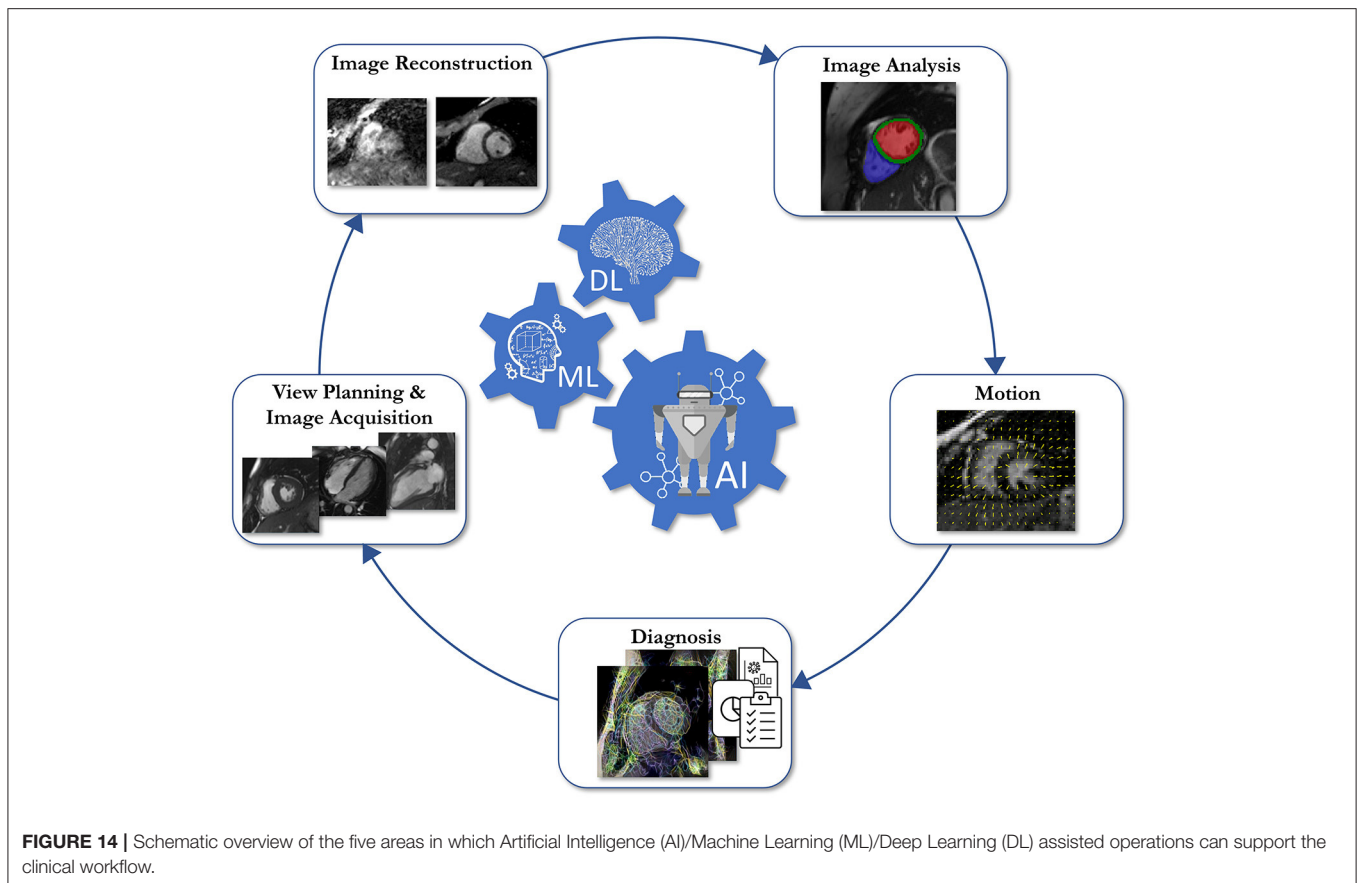 Image Reconstruction
Image Analysis
DL
ML
AI
View Planning &
Image Acquisition
Motion
Diagnosis
FIGURE 14 | Schematic overview of the five areas in which Artificial Intelligence (AI)/Machine Learning (ML)/Deep Learning (DL) assisted operations can support the
clinical workflow.